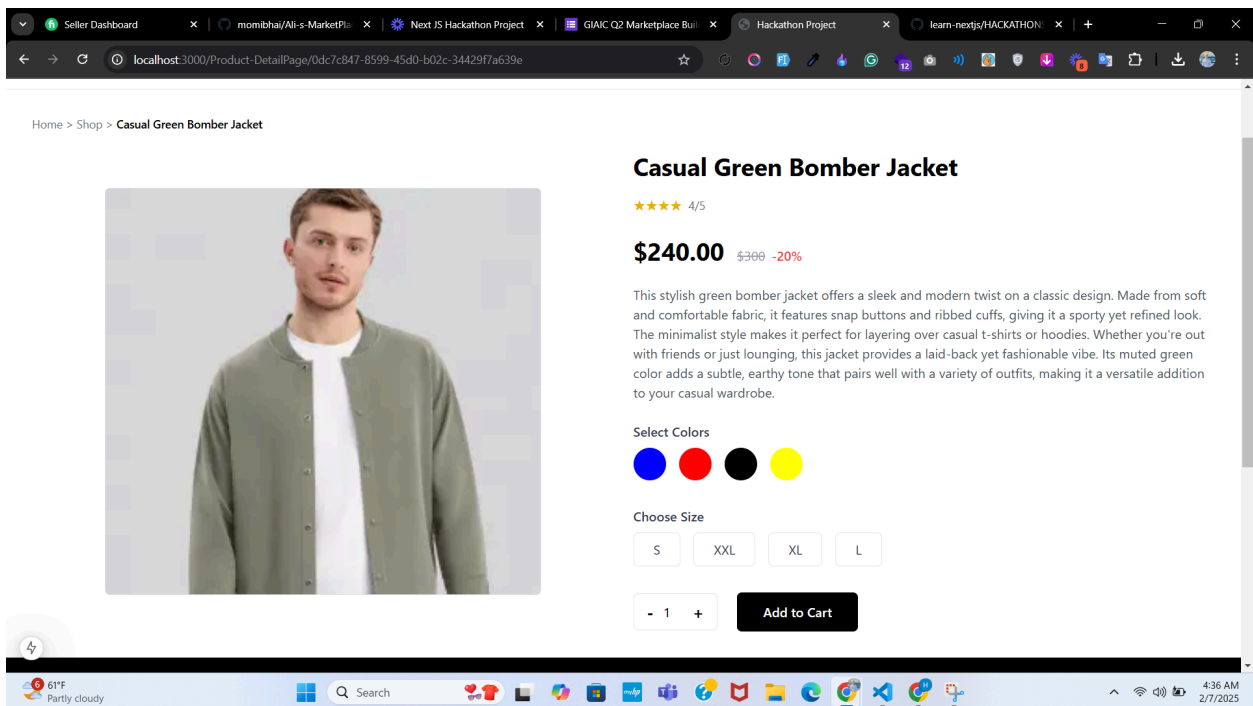 Seller Dashboard
momibhai/Ali-s-MarketPla
Next JS Hackathon Project
GIAIC Q2 Marketplace Buil
Hackathon Project
learn-nextjs/HACKATHON
localhost:3000/Product-DetailPage/0dc7c847-8599-45d0-b02c-34429f7a639e
12
8
Home > Shop > Casual Green Bomber Jacket
Casual Green Bomber Jacket
★★★★ 4/5
$240.00 $300 -20%
This stylish green bomber jacket offers a sleek and modern twist on a classic design. Made from soft
and comfortable fabric, it features snap buttons and ribbed cuffs, giving it a sporty yet refined look.
The minimalist style makes it perfect for layering over casual t-shirts or hoodies. Whether you're out
with friends or just lounging, this jacket provides a laid-back yet fashionable vibe. Its muted green
color adds a subtle, earthy tone that pairs well with a variety of outfits, making it a versatile addition
to your casual wardrobe.
Select Colors
Choose Size
S XXL XL L
- 1 + Add to Cart
6
61°F
Partly cloudy
Search
4:36 AM
2/7/2025